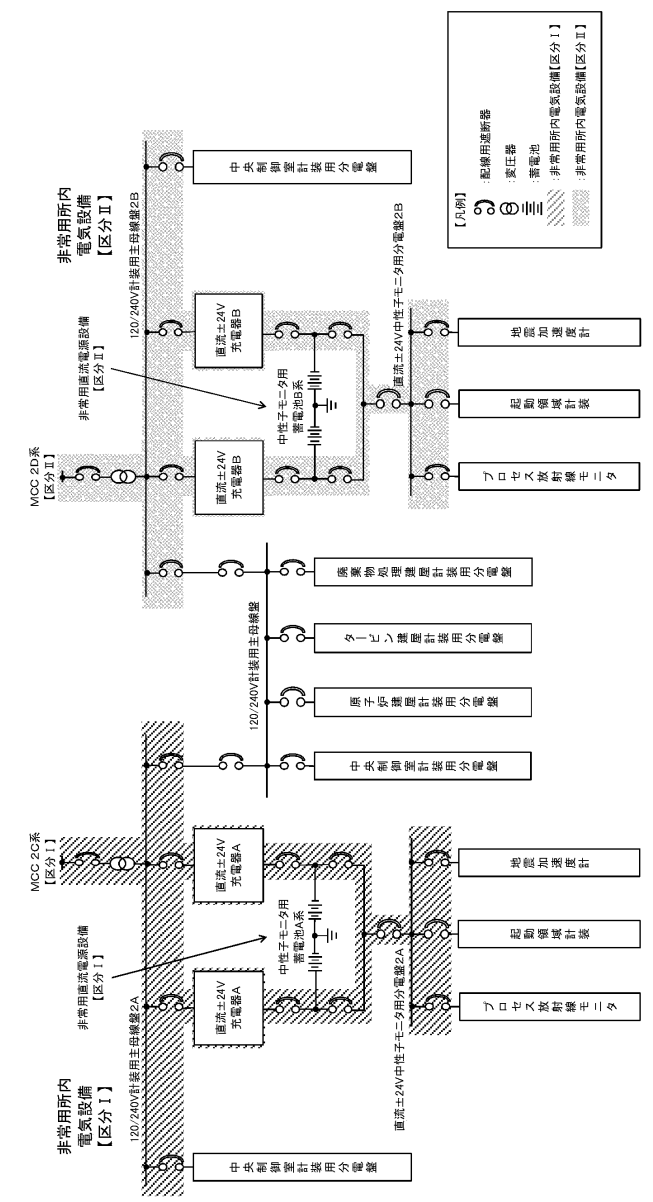 非常用所内
電気設備
【区分Ⅰ】
120/240V計装用主母線盤2A
中央制御室計装用分電盤
非常用直流電源設備
【区分Ⅰ】
MCC 2C系
【区分Ⅰ】
直流±24V
充電器A
直流±24V
充電器A
中性子モニタ用
蓄電池A系
直流±24V中性子モニタ用分電盤2A
プロセス放射線モニタ
起動領域計装
地震加速度計
120/240V計装用主母線盤
中央制御室計装用分電盤
原子炉建屋計装用分電盤
タービン建屋計装用分電盤
廃棄物処理建屋計装用分電盤
MCC 2D系
【区分Ⅱ】
非常用直流電源設備
【区分Ⅱ】
非常用所内
電気設備
【区分Ⅱ】
120/240V計装用主母線盤2B
中央制御室計装用分電盤
直流±24V
充電器B
直流±24V
充電器B
中性子モニタ用
蓄電池B系
直流±24V中性子モニタ用分電盤2B
プロセス放射線モニタ
起動領域計装
地震加速度計
【凡例】
:配線用遮断器
:変圧器
:蓄電池
:非常用所内電気設備【区分Ⅰ】
:非常用所内電気設備【区分Ⅱ】